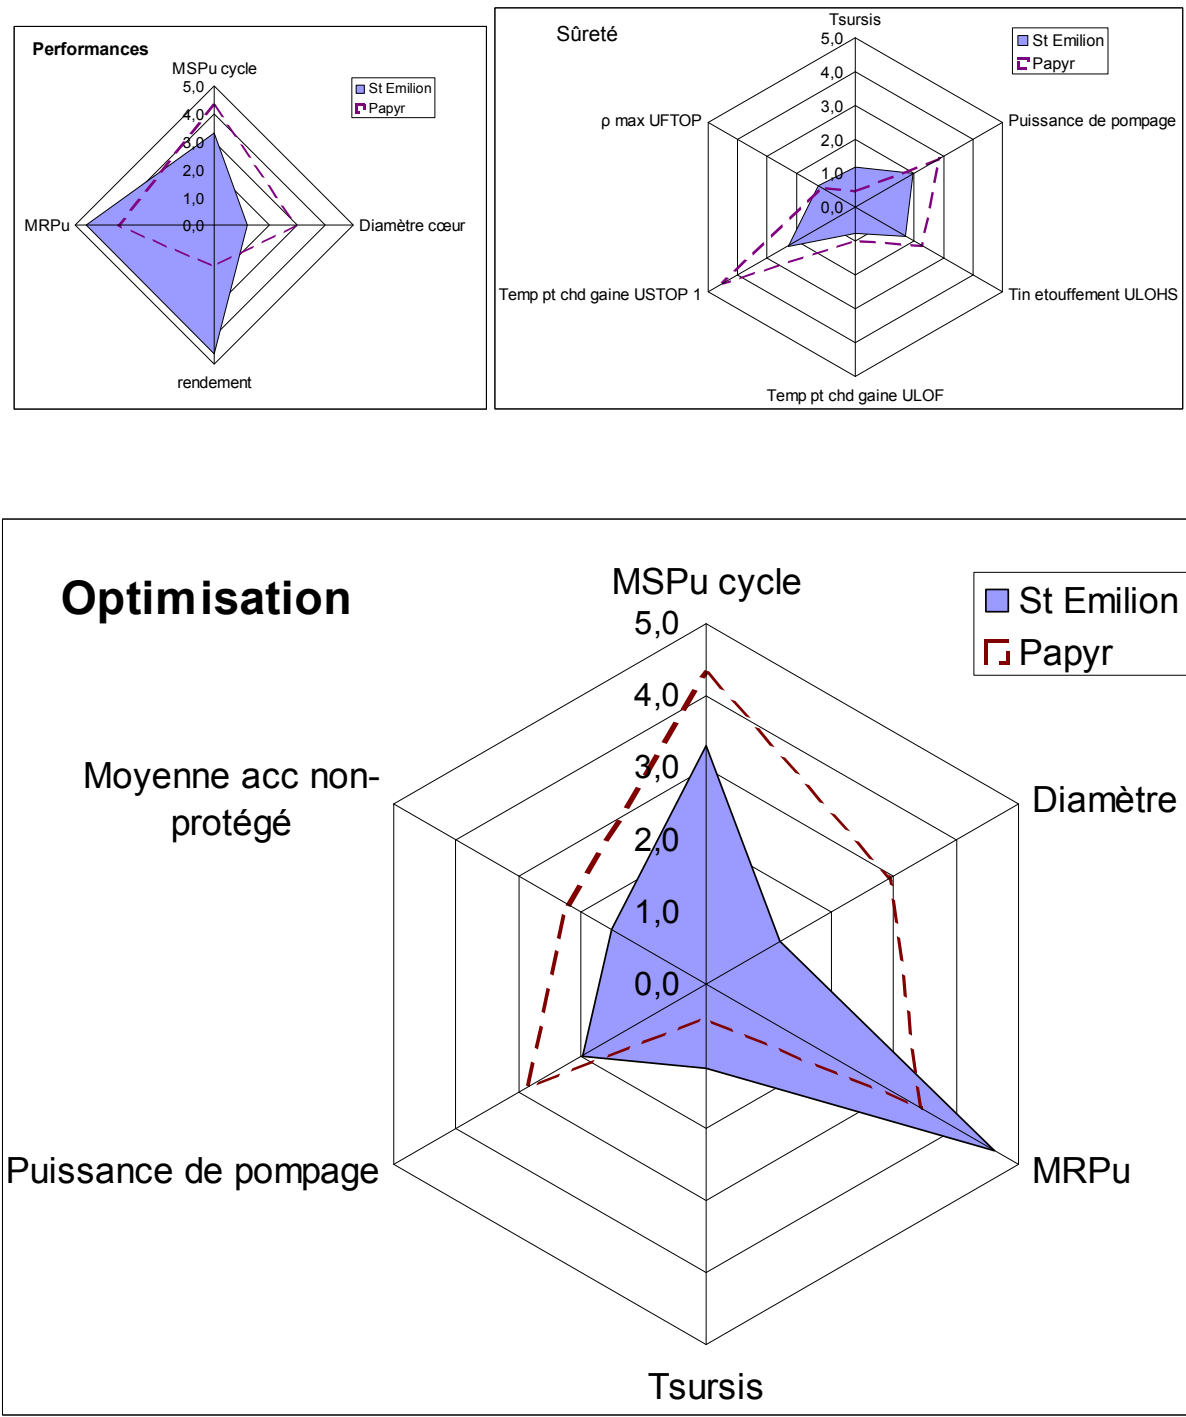 Performances
MSPu cycle
5,0
4,0
3,0
2,0
1,0
0,0
St Emilion
Papyr
MRPu
Diamètre cœur
rendement
Sûreté
Tsursis
5,0
4,0
3,0
2,0
1,0
0,0
St Emilion
Papyr
ρ max UFTOP
Puissance de pompage
Temp pt chd gaine USTOP 1
Tin etouffement ULOHS
Temp pt chd gaine ULOF
Optimisation
MSPu cycle
5,0
4,0
3,0
2,0
1,0
0,0
St Emilion
Papyr
Moyenne acc non-
protégé
Diamètre
Puissance de pompage
MRPu
Tsursis